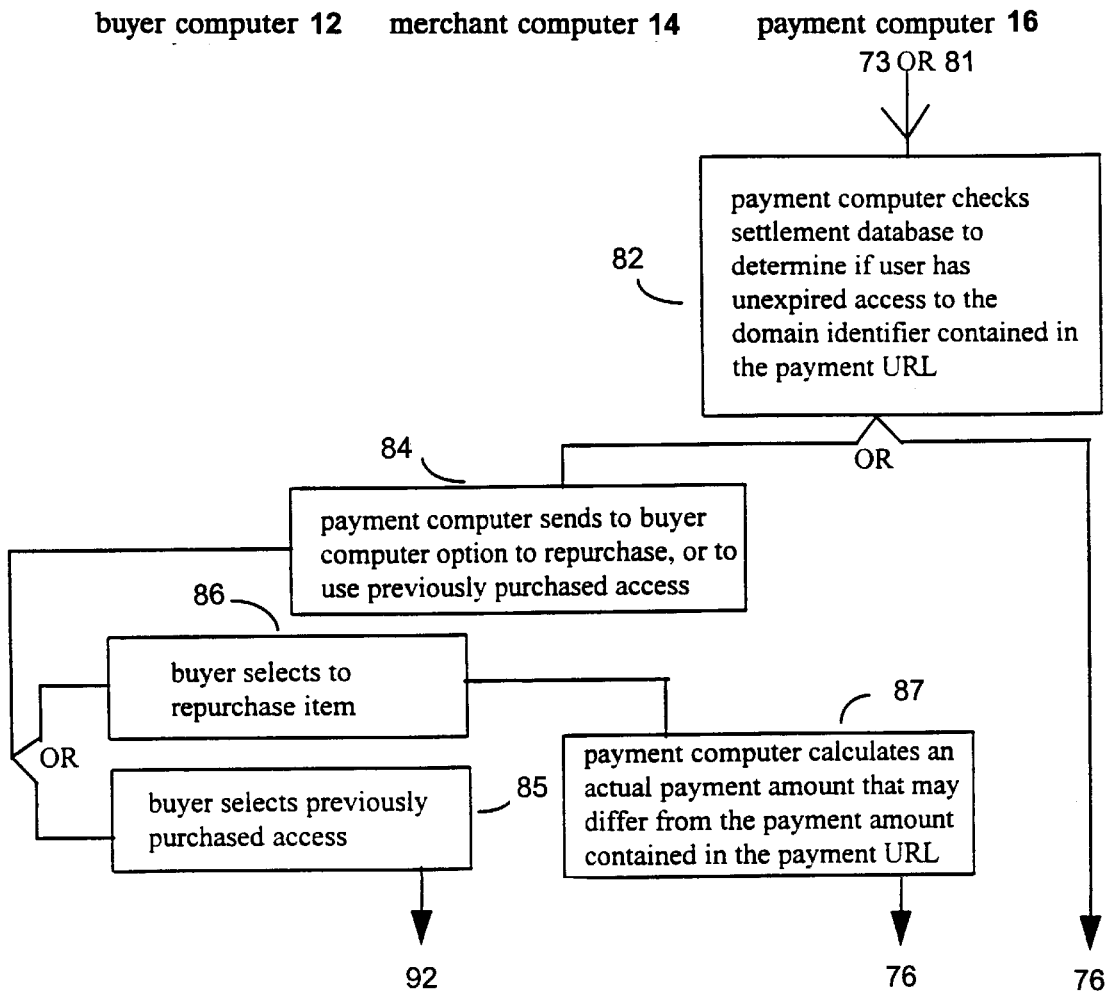 buyer computer 12 merchant computer 14 payment computer 16
73 OR 81
payment computer checks
settlement database to
determine if user has
unexpired access to the
domain identifier contained in
the payment URL
82
OR
84
payment computer sends to buyer
computer option to repurchase, or to
use previously purchased access
86
buyer selects to
repurchase item
87
OR
payment computer calculates an
actual payment amount that may
differ from the payment amount
contained in the payment URL
buyer selects previously
purchased access
85
92
76
76